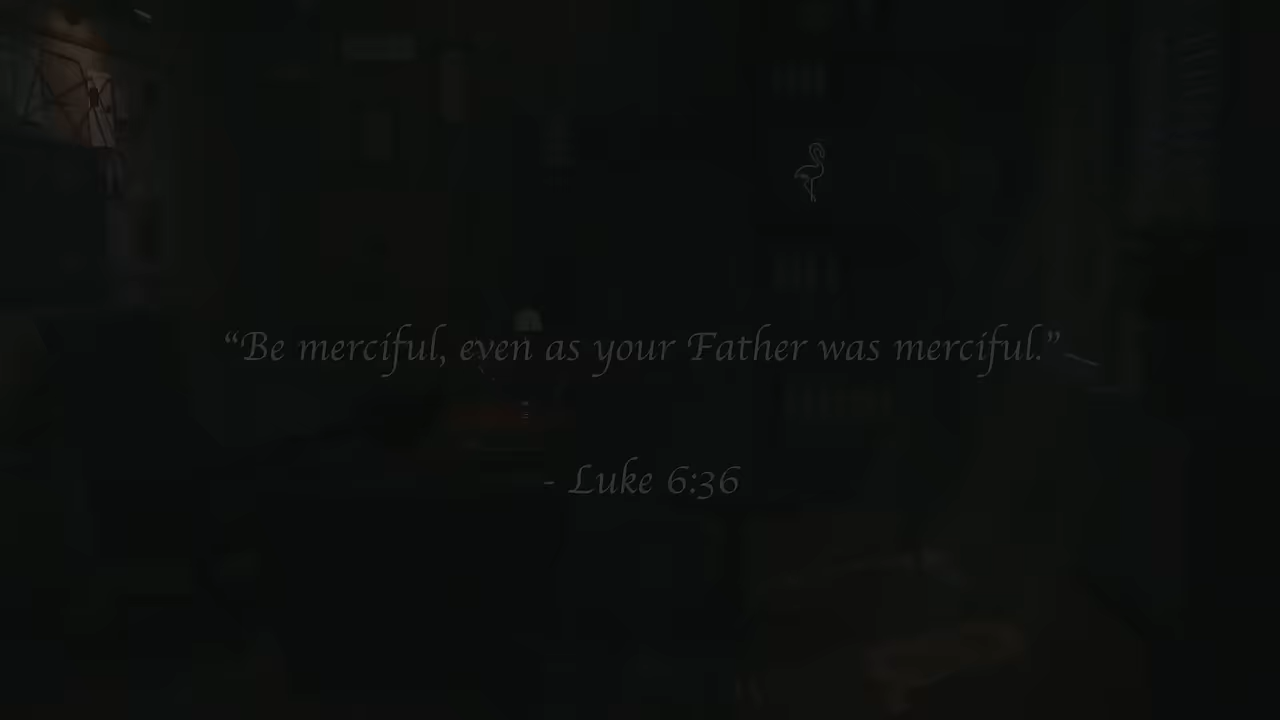 “Be merciful, even as your Father was merciful.”
- Luke 6:36